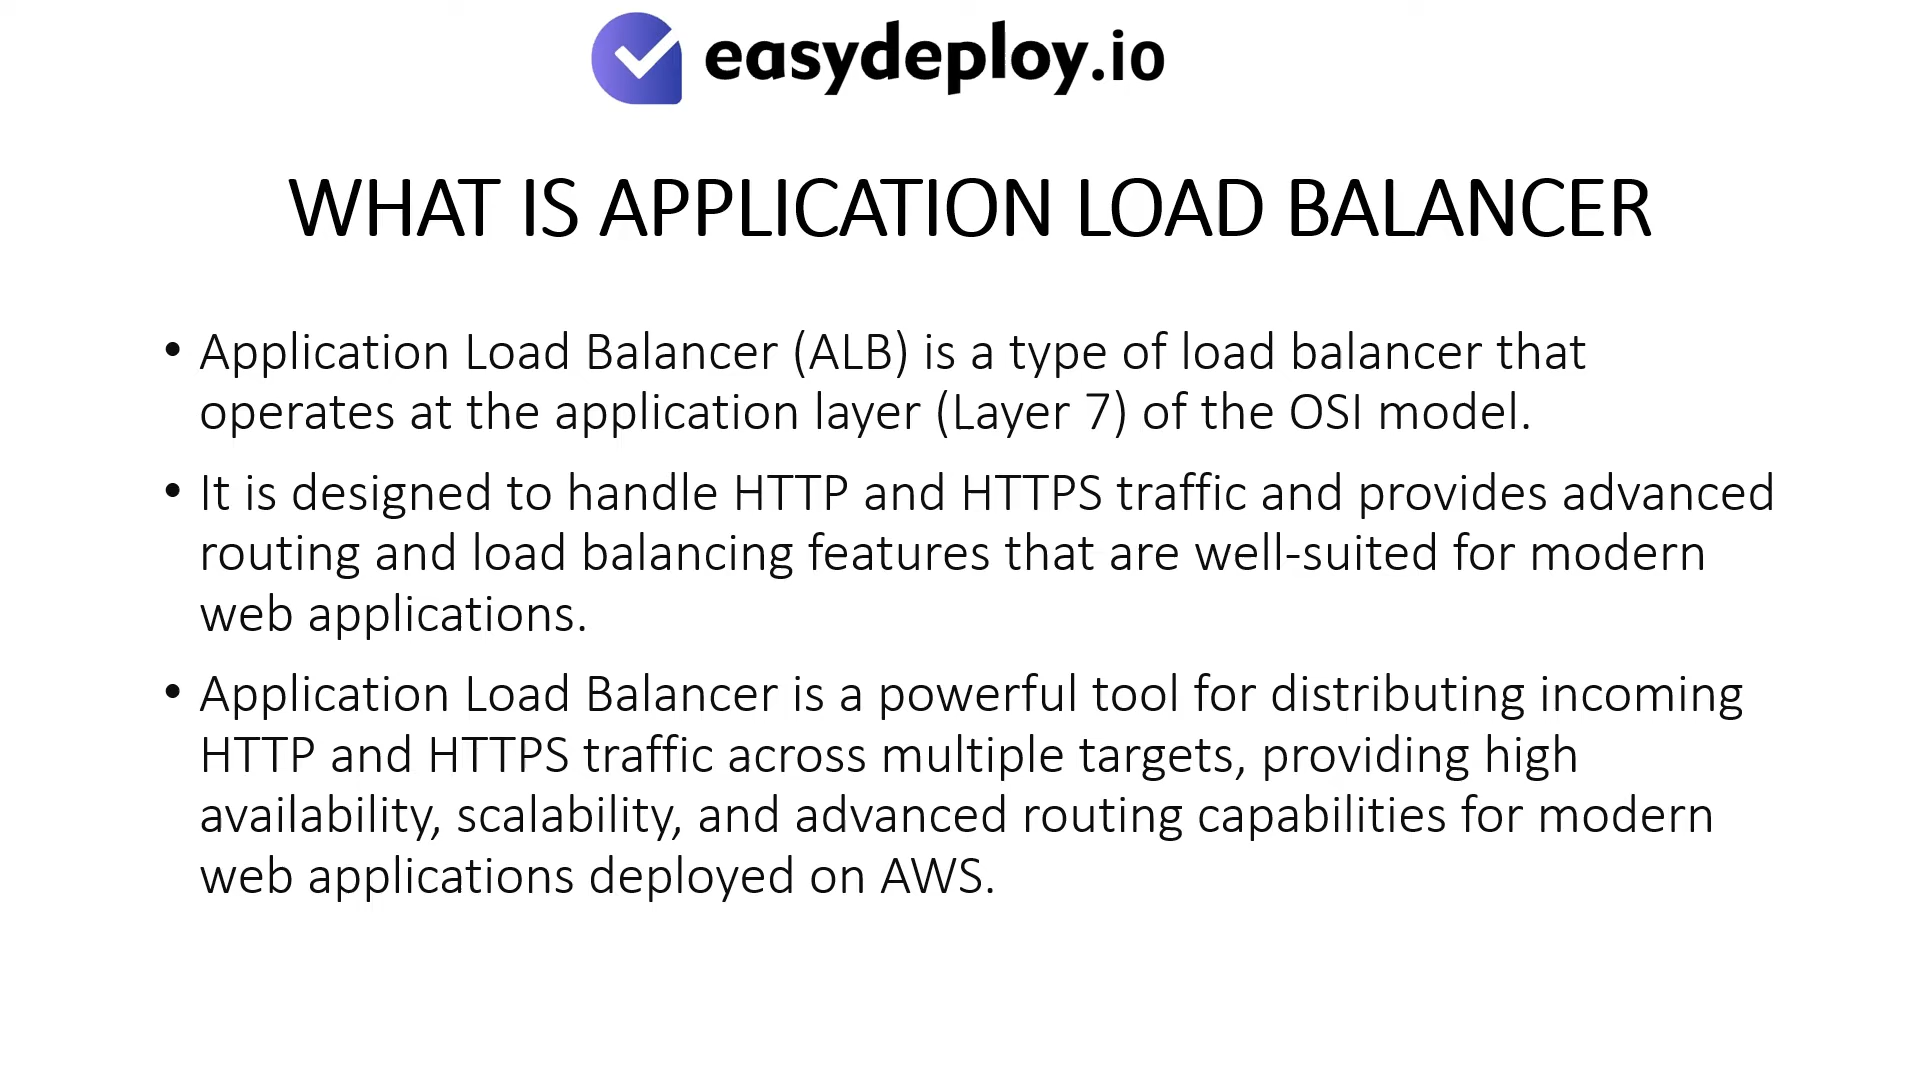 easydeploy.io
WHAT IS APPLICATION LOAD BALANCER
• Application Load Balancer (ALB) is a type of load balancer that
operates at the application layer (Layer 7) of the OSI model.
• It is designed to handle HTTP and HTTPS traffic and provides advanced
routing and load balancing features that are well-suited for modern
web applications.
• Application Load Balancer is a powerful tool for distributing incoming
HTTP and HTTPS traffic across multiple targets, providing high
availability, scalability, and advanced routing capabilities for modern
web applications deployed on AWS.